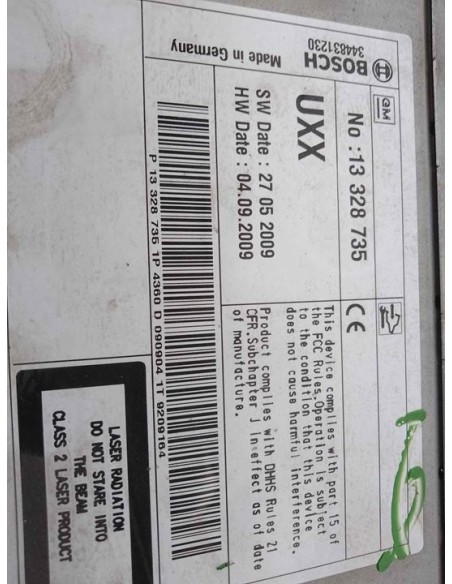 GM
No :13 328 735
BOSCH
344831230
Made in Germany
UXX
SW Date : 27 05 2009
HW Date : 04.09.2009
P 13 328 735 1P 4360 D 090904 1T 9209164
CE
This device complies with part 15 of
the FCC Rules.Operation is subject
to the condition that this device
does not cause harmful interference.
Product complies with DHHS Rules 21
CFR.Subchapter J in effect as of date
of manufacture.
LASER RADIATION
DO NOT STARE INTO
THE BEAM
CLASS 2 LASER PRODUCT